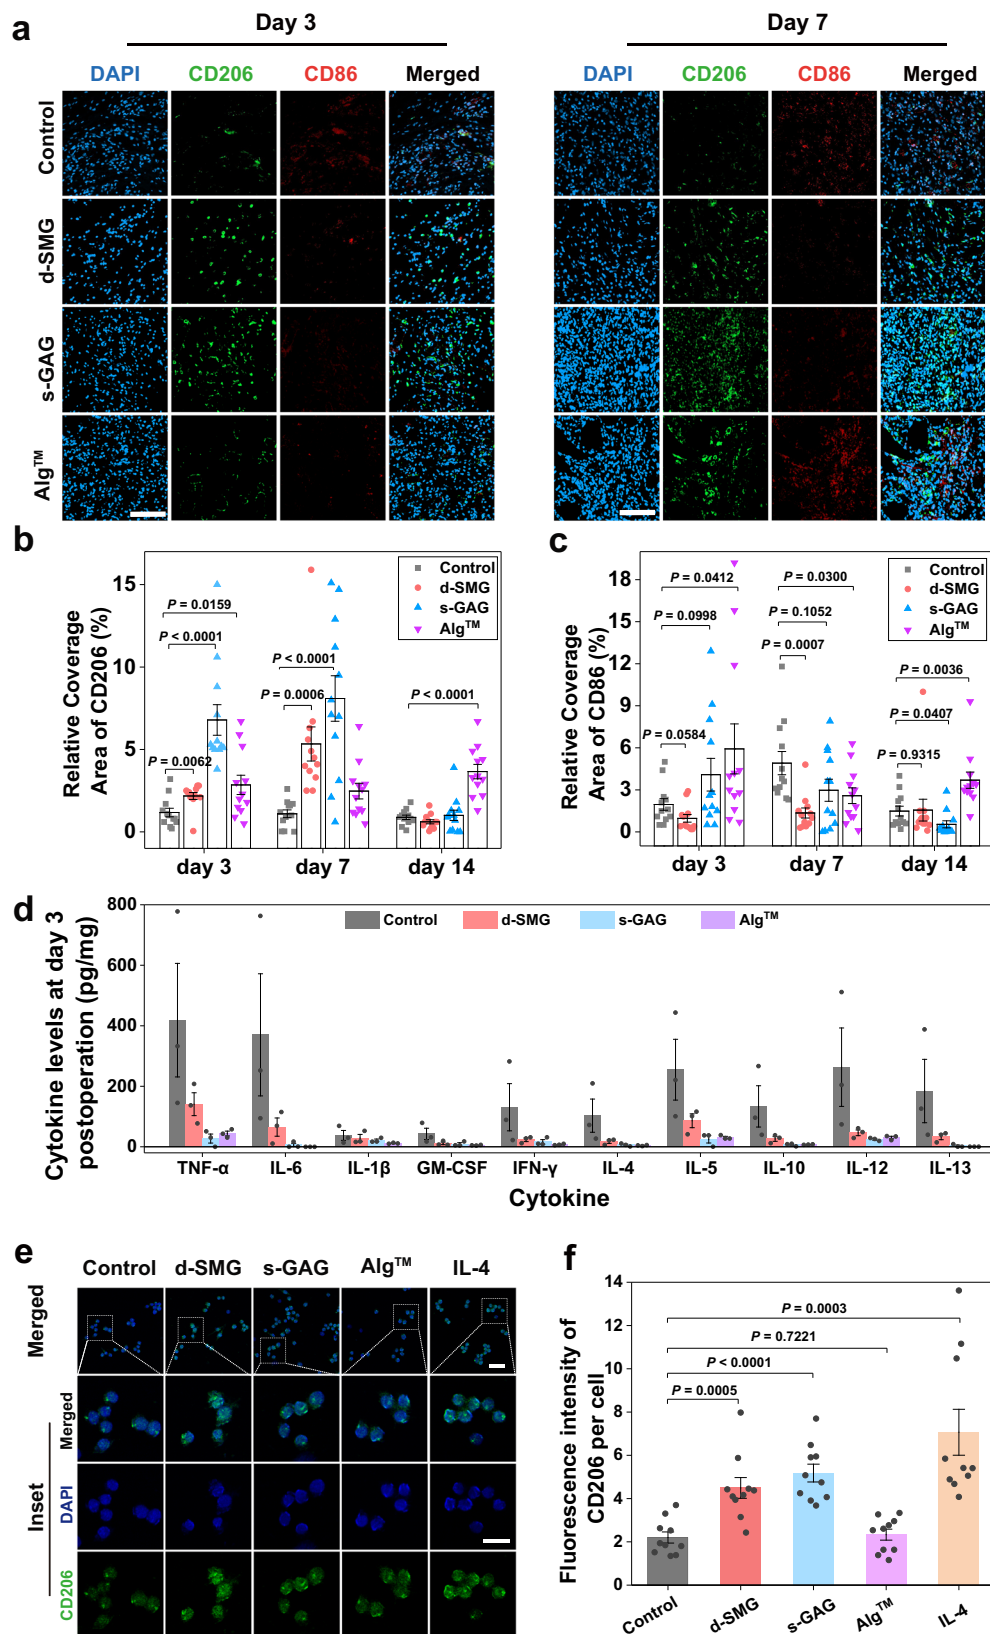 a
Day 3
Day 7
DAPI CD206 CD86 Merged
DAPI CD206 CD86 Merged
Control
d-SMG
s-GAG
Alg™
b
Relative Coverage
Area of CD206 (%)
15
10
5
0
Control
d-SMG
s-GAG
Alg™
P = 0.0159
P < 0.0001
P = 0.0062
P < 0.0001
P = 0.0006
P < 0.0001
day 3 day 7 day 14
c
Relative Coverage
Area of CD86 (%)
18
15
12
9
6
3
0
Control
d-SMG
s-GAG
Alg™
P = 0.0412
P = 0.0998
P = 0.0584
P = 0.0300
P = 0.1052
P = 0.0007
P = 0.0036
P = 0.0407
P = 0.9315
day 3 day 7 day 14
d
Cytokine levels at day 3
postoperation (pg/mg)
800
600
400
200
0
Control d-SMG s-GAG Alg™
TNF-α IL-6 IL-1β GM-CSF IFN-γ IL-4 IL-5 IL-10 IL-12 IL-13
Cytokine
e
Control d-SMG s-GAG Alg™ IL-4
Merged
Inset
Merged
DAPI
CD206
f
Fluorescence intensity of
CD206 per cell
14
12
10
8
6
4
2
0
P = 0.0003
P = 0.7221
P < 0.0001
P = 0.0005
Control d-SMG s-GAG Alg™ IL-4